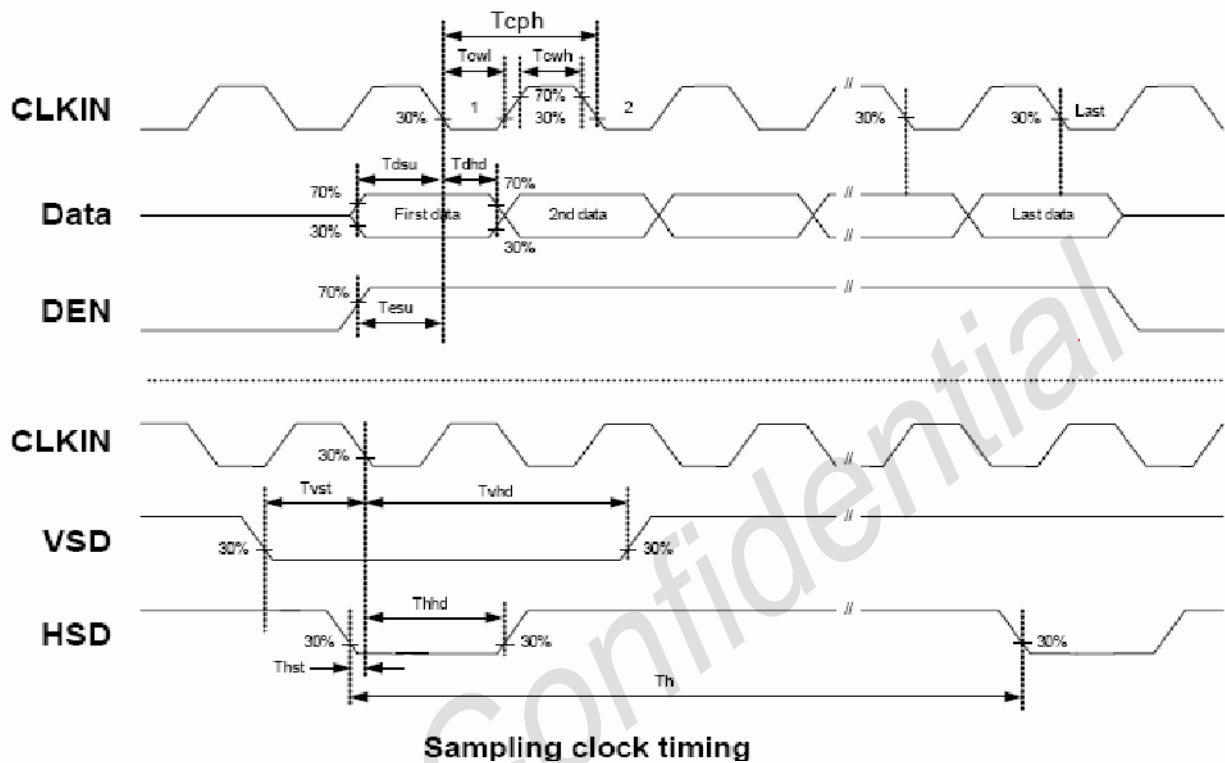 Tcph
Tcwl
Tcwh
CLKIN
30%
1
70%
30%
2
30%
30%
Last
Tdsu
Tdhd
70%
70%
Data
First data
2nd data
Last data
30%
30%
70%
DEN
Tesu
CLKIN
30%
Tvst
Tvhd
VSD
30%
30%
Thhd
HSD
30%
30%
30%
Thst
Th
Sampling clock timing
Confidential